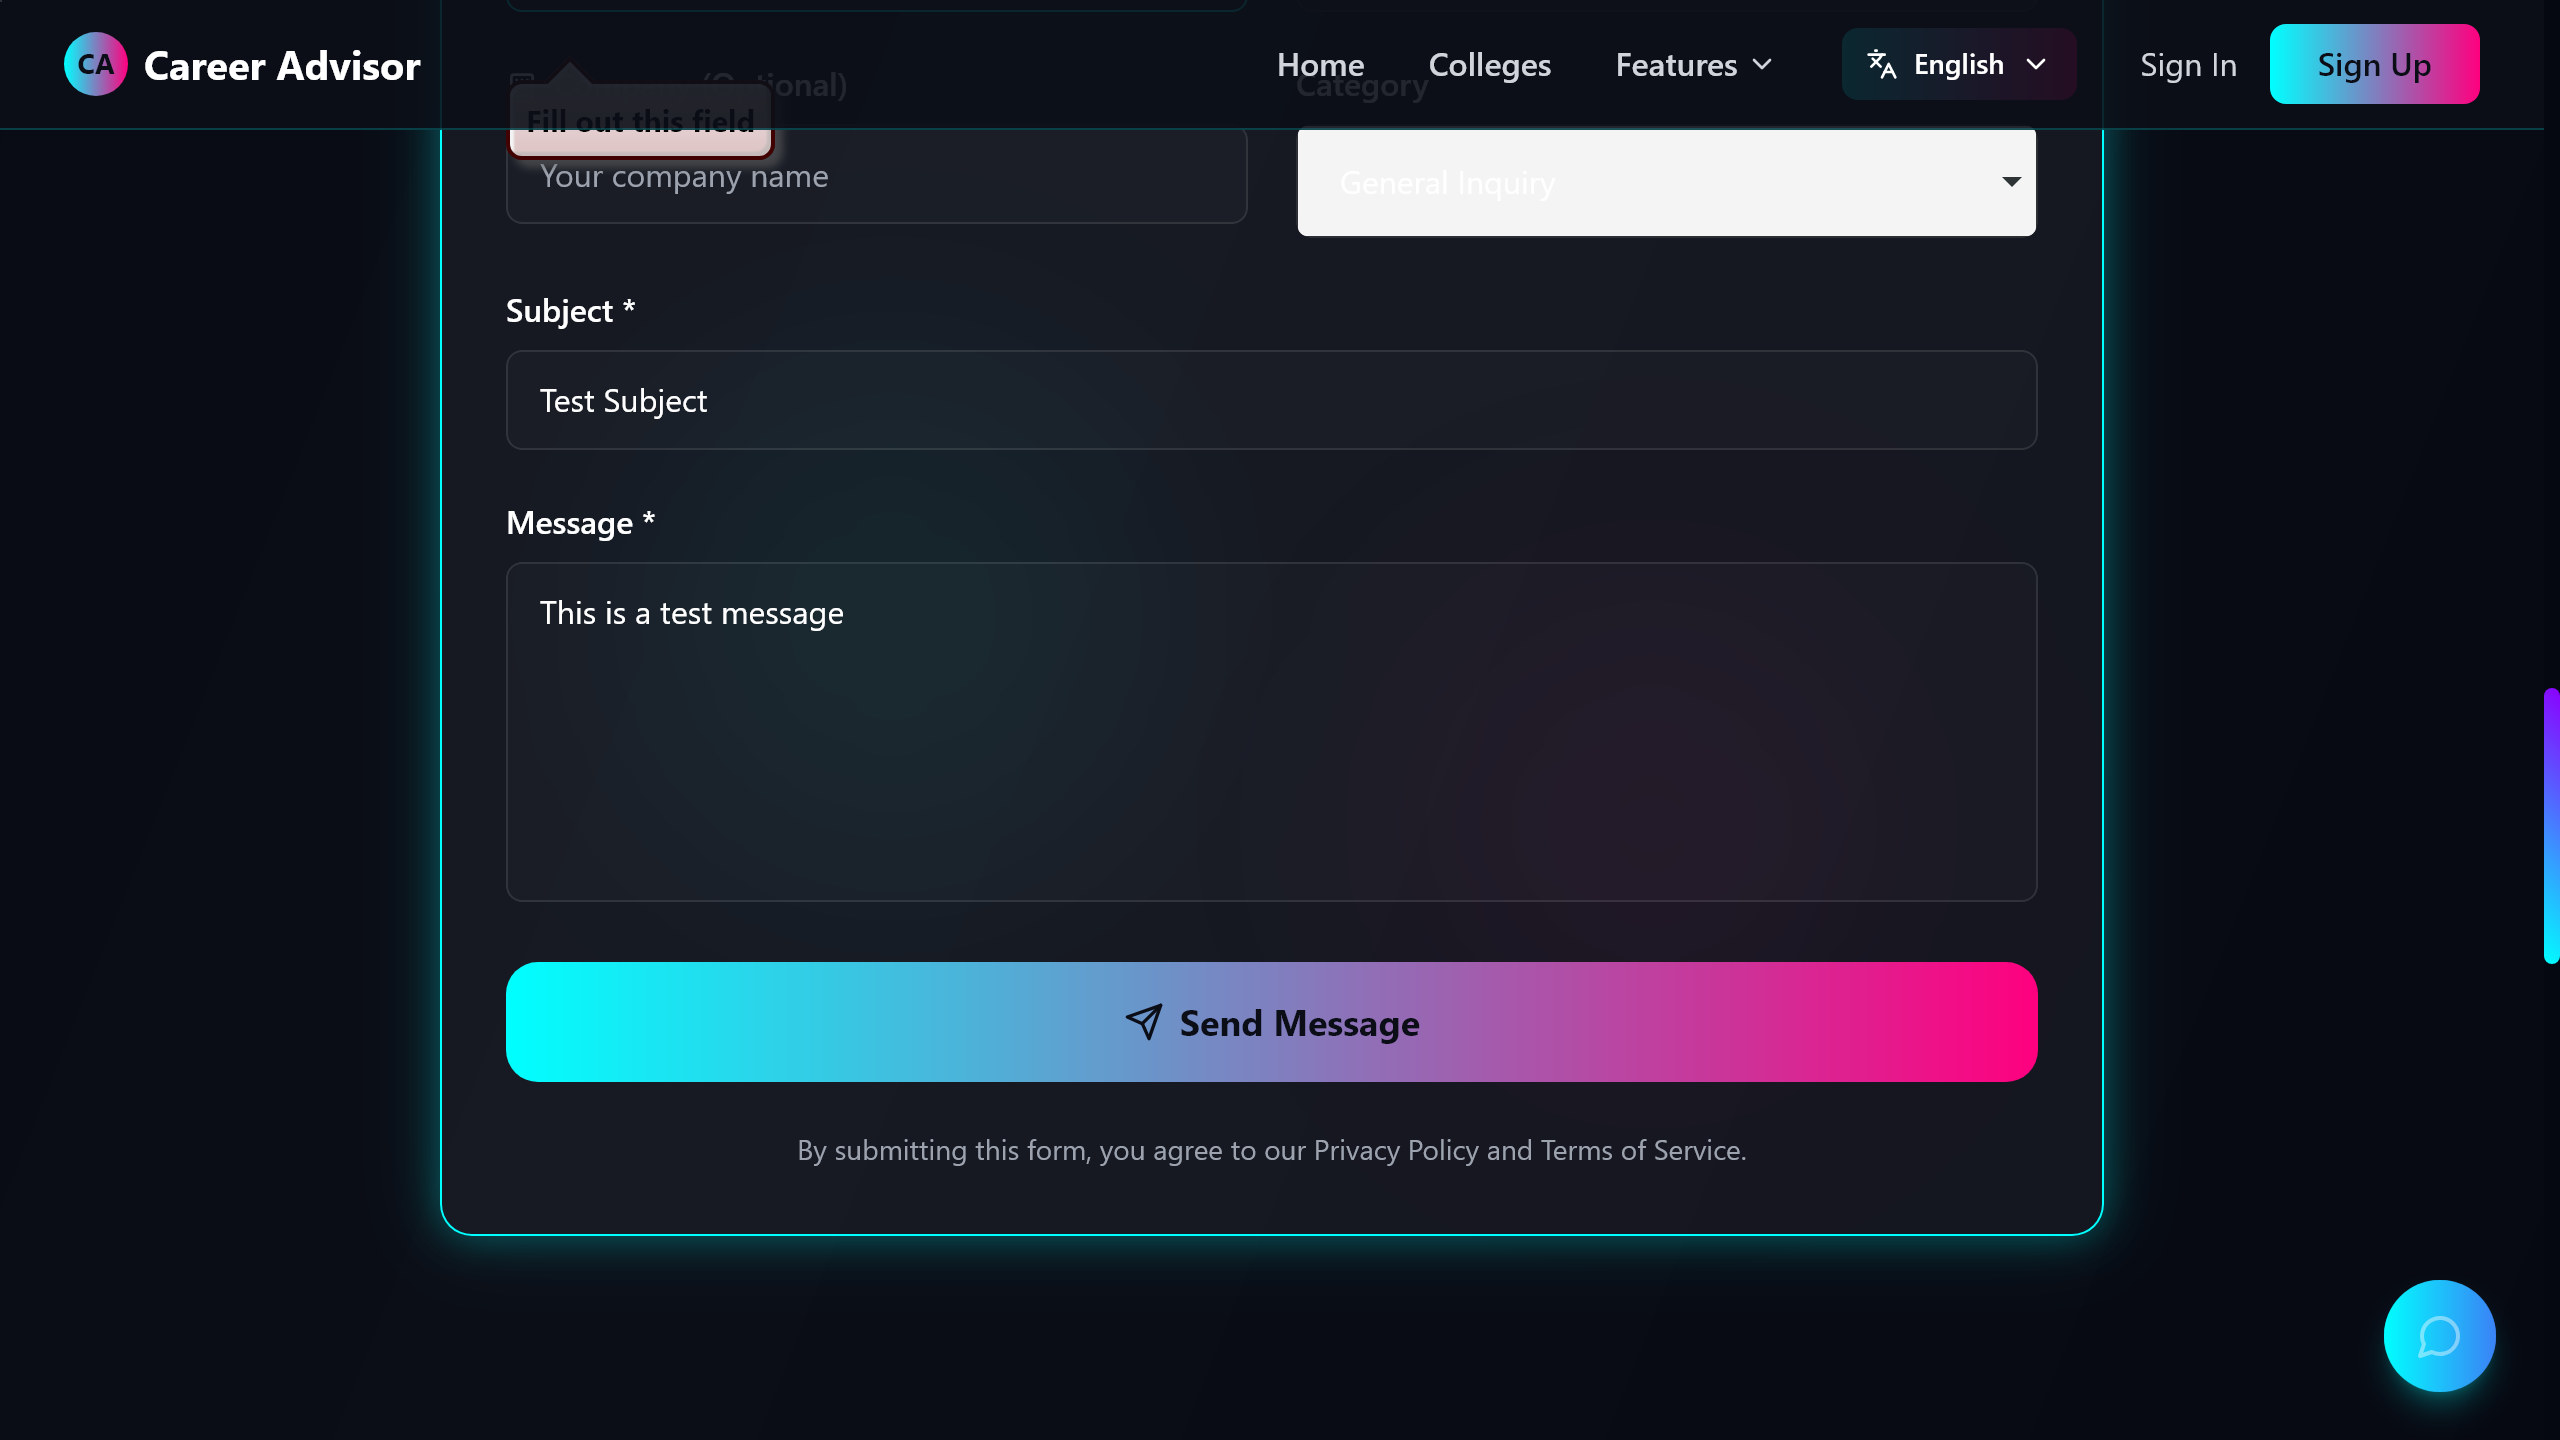 CA Career Advisor
Home Colleges Features English Sign In Sign Up
(Optional) Category
Fill out this field
Your company name General Inquiry
Subject *
Test Subject
Message *
This is a test message
Send Message
By submitting this form, you agree to our Privacy Policy and Terms of Service.